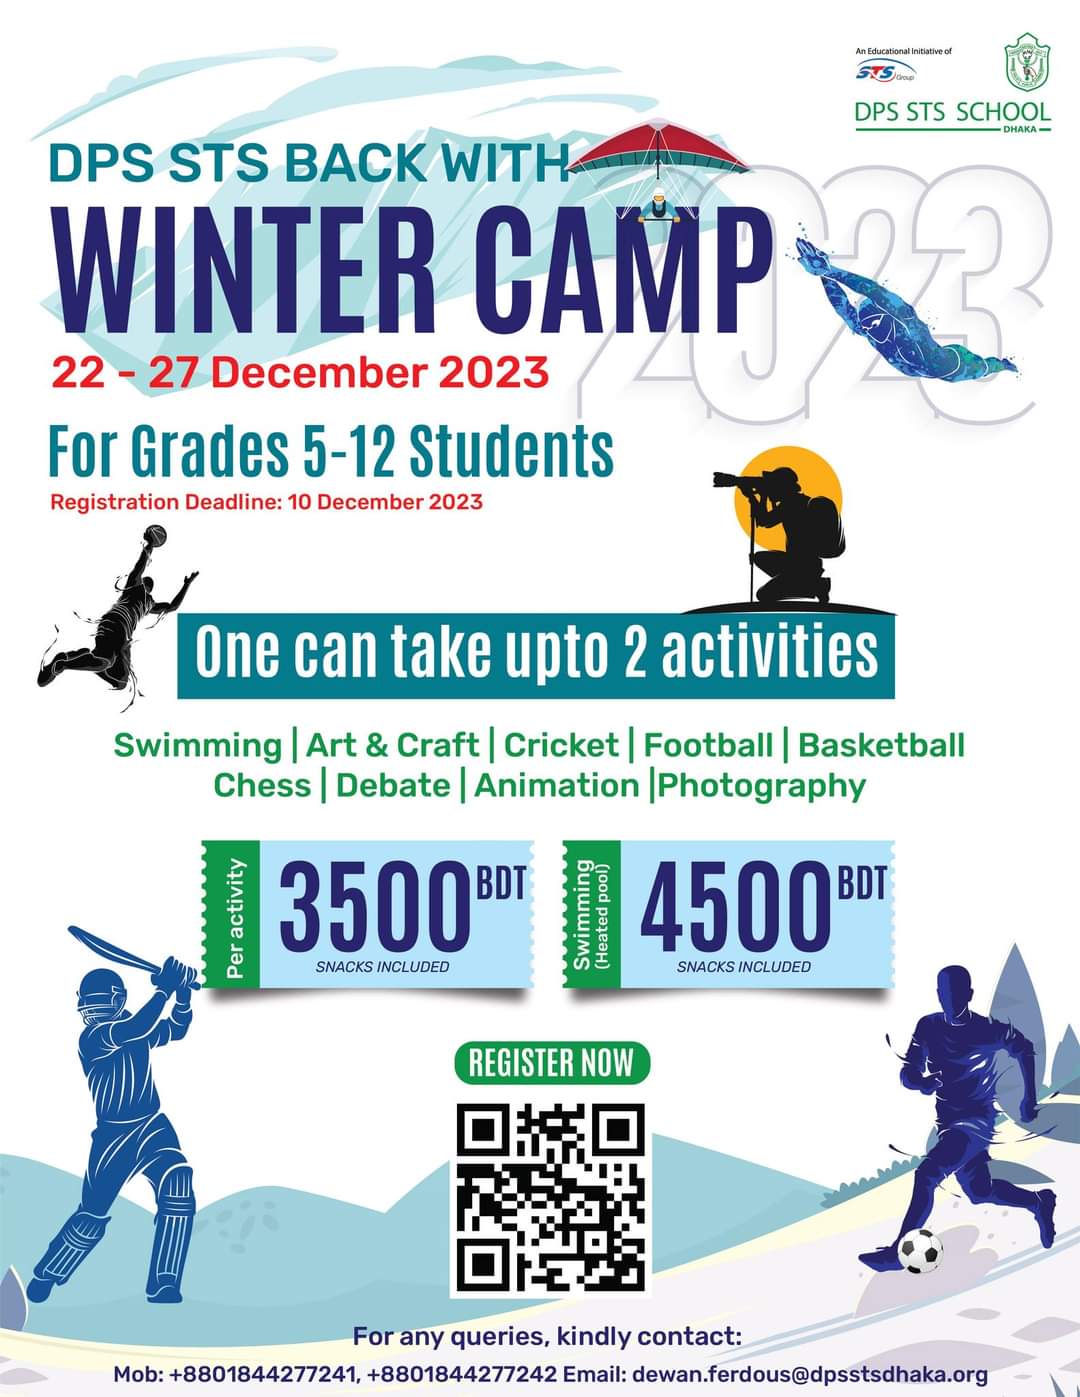 An Educational Initiative of
STS Group
DPS STS SCHOOL
DHAKA
DPS STS BACK WITH
WINTER CAMP
2023
22 - 27 December 2023
For Grades 5-12 Students
Registration Deadline: 10 December 2023
One can take upto 2 activities
Swimming | Art & Craft | Cricket | Football | Basketball
Chess | Debate | Animation |Photography
Per activity
3500 BDT
SNACKS INCLUDED
Swimming
(Heated pool)
4500 BDT
SNACKS INCLUDED
REGISTER NOW
For any queries, kindly contact:
Mob: +8801844277241, +8801844277242 Email: dewan.ferdous@dpsstsdhaka.org